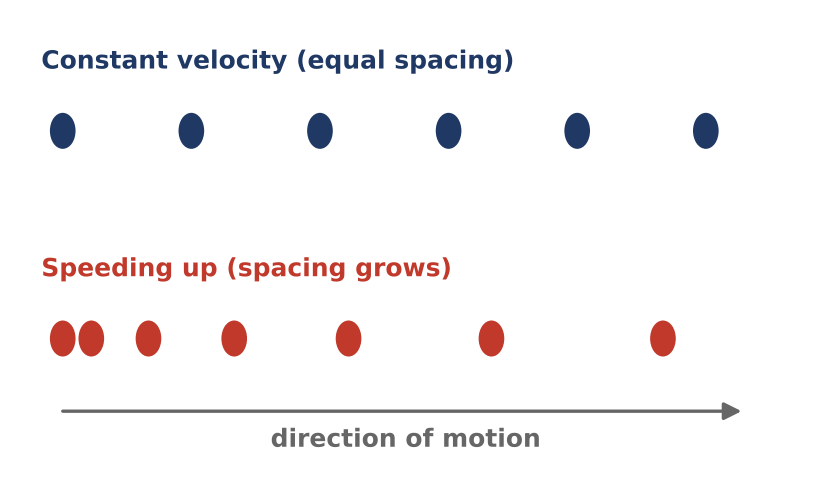 Constant velocity (equal spacing)
Speeding up (spacing grows)
direction of motion